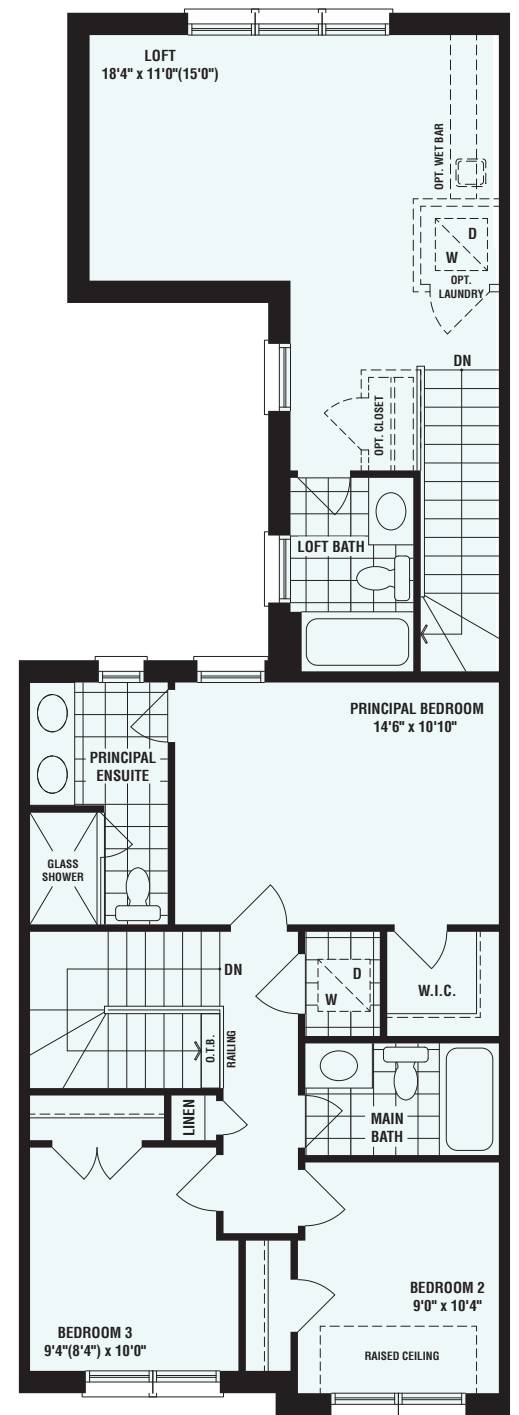 LOFT
18'4" x 11'0"(15'0")
OPT. WET BAR
D
W
OPT.
LAUNDRY
DN
OPT. CLOSET
LOFT BATH
PRINCIPAL BEDROOM
14'6" x 10'10"
PRINCIPAL
ENSUITE
GLASS
SHOWER
DN
D
W
W.I.C.
O.T.B.
RAILING
LINEN
MAIN
BATH
BEDROOM 2
9'0" x 10'4"
BEDROOM 3
9'4"(8'4") x 10'0"
RAISED CEILING